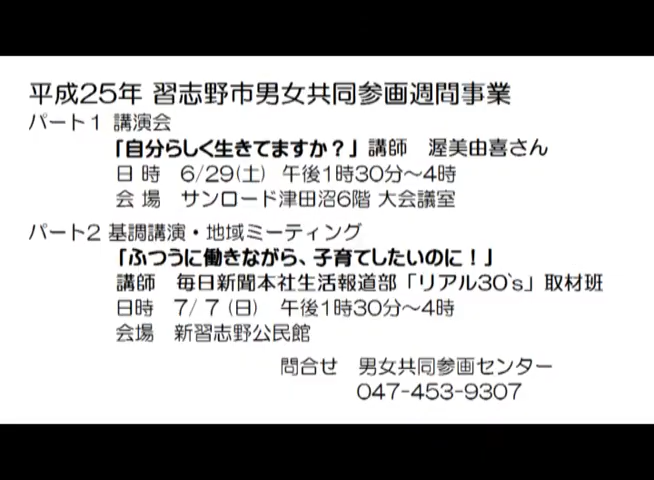 平成25年 習志野市男女共同参画週間事業
パート1 講演会
「自分らしく生きてますか？」講師 渥美由喜さん
日 時 6/29(土) 午後1時30分～4時
会 場 サンロード津田沼6階 大会議室
パート2 基調講演・地域ミーティング
「ふつうに働きながら、子育てしたいのに！」
講師 毎日新聞本社生活報道部「リアル30`s」取材班
日時 7/ 7 (日) 午後1時30分～4時
会場 新習志野公民館
問合せ 男女共同参画センター
047-453-9307